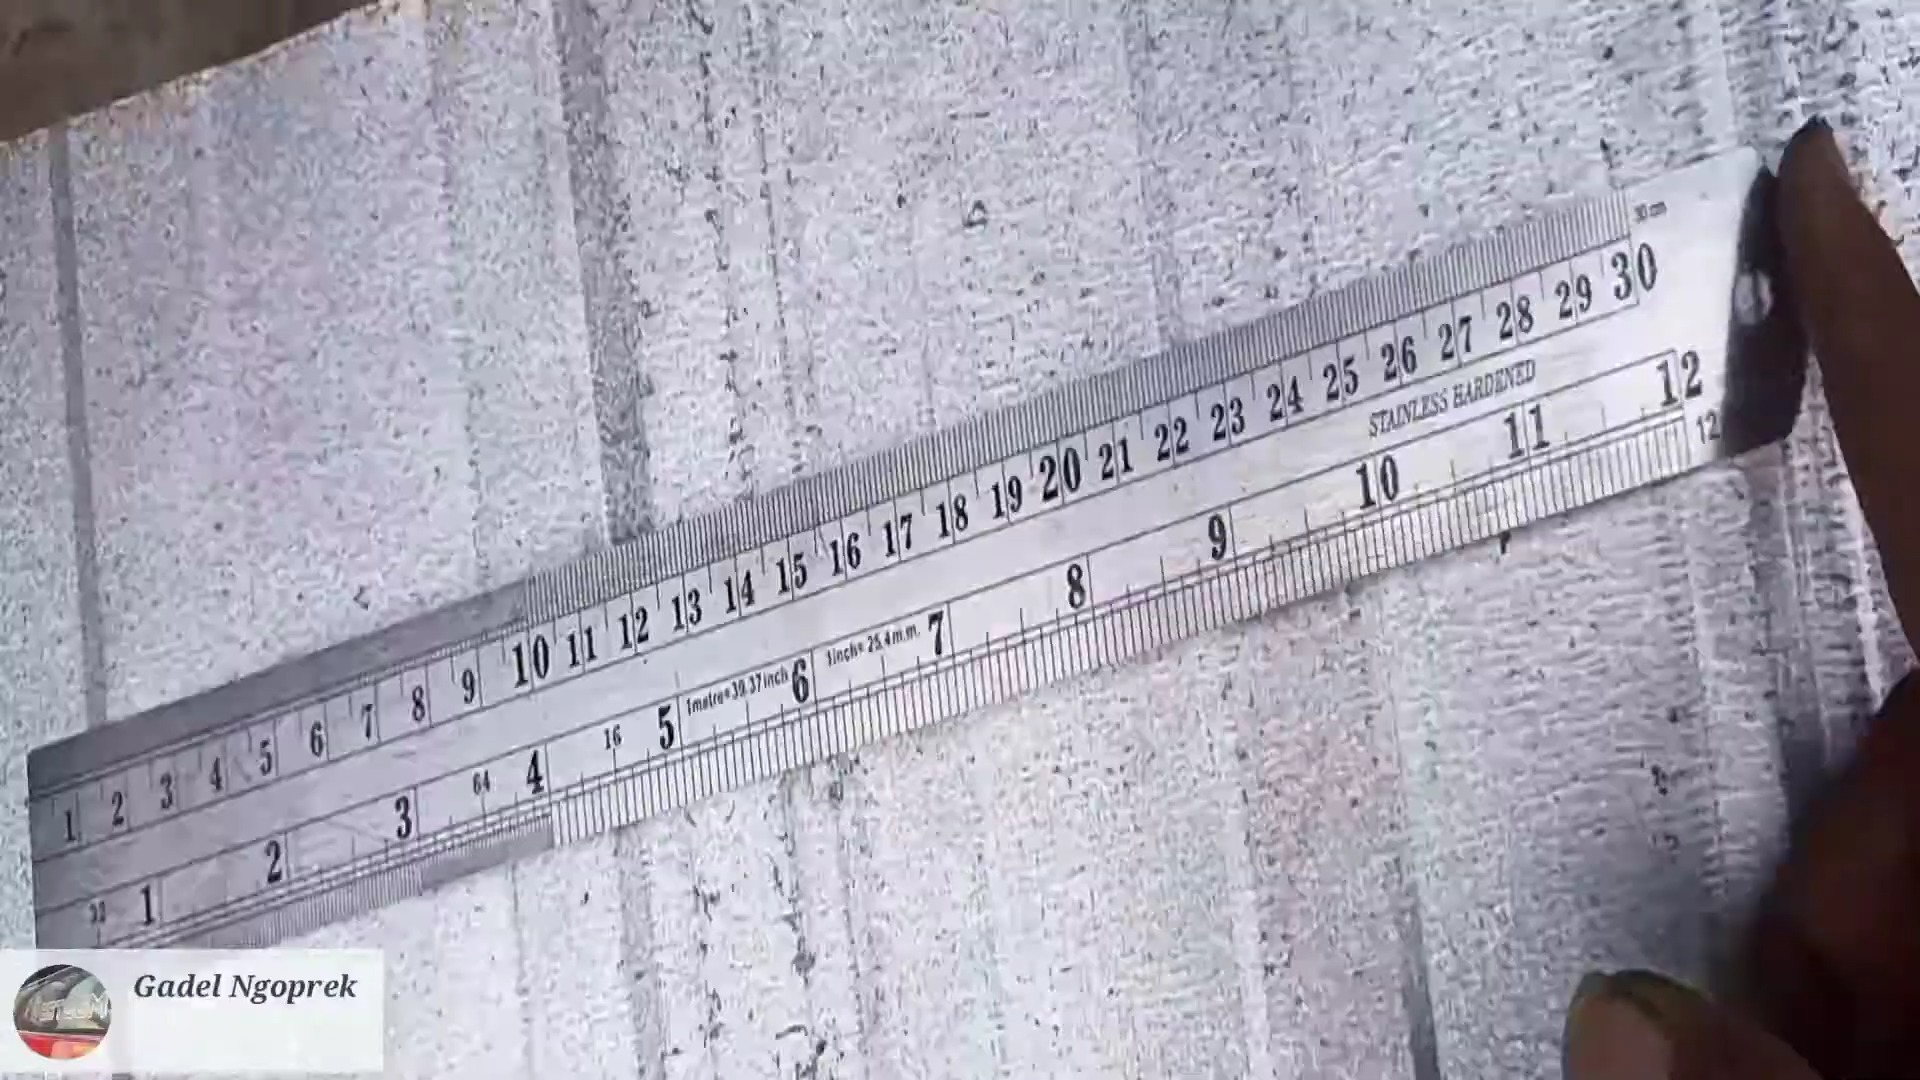 30 cm
1 2 3 4 5 6 7 8 9 10 11 12 13 14 15 16 17 18 19 20 21 22 23 24 25 26 27 28 29 30
STAINLESS HARDENED
1metre=39.37inch 1inch=25.4m.m.
32 1 2 3 64 4 16 5 6 7 8 9 10 11 12
12
Gadel Ngoprek